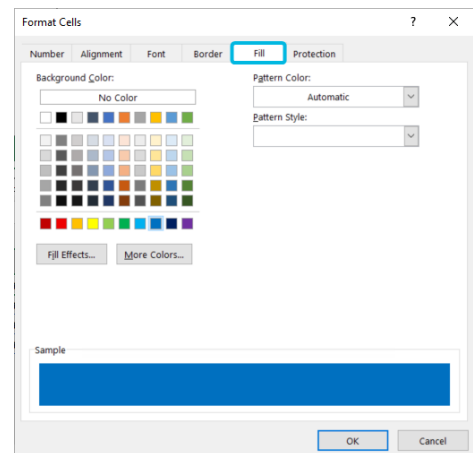 Format Cells ? ×
Number Alignment Font Border Fill Protection
Background Color:
No Color
Fill Effects... More Colors...
Pattern Color:
Automatic
Pattern Style:
Sample
OK Cancel